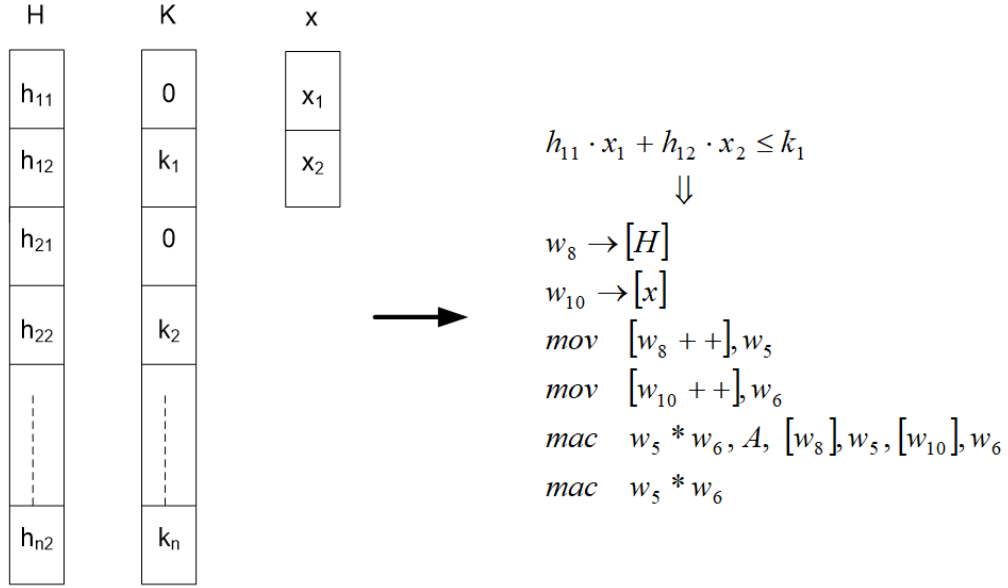 H K x
h₁₁ 0 x₁
h₁₂ k₁ x₂
h₂₁ 0
h₂₂ k₂
hₙ₂ kₙ
h₁₁ · x₁ + h₁₂ · x₂ ≤ k₁
⇓
w₈ → [H]
w₁₀ → [x]
mov [w₈ + +], w₅
mov [w₁₀ + +], w₆
mac w₅ * w₆, A, [w₈], w₅, [w₁₀], w₆
mac w₅ * w₆